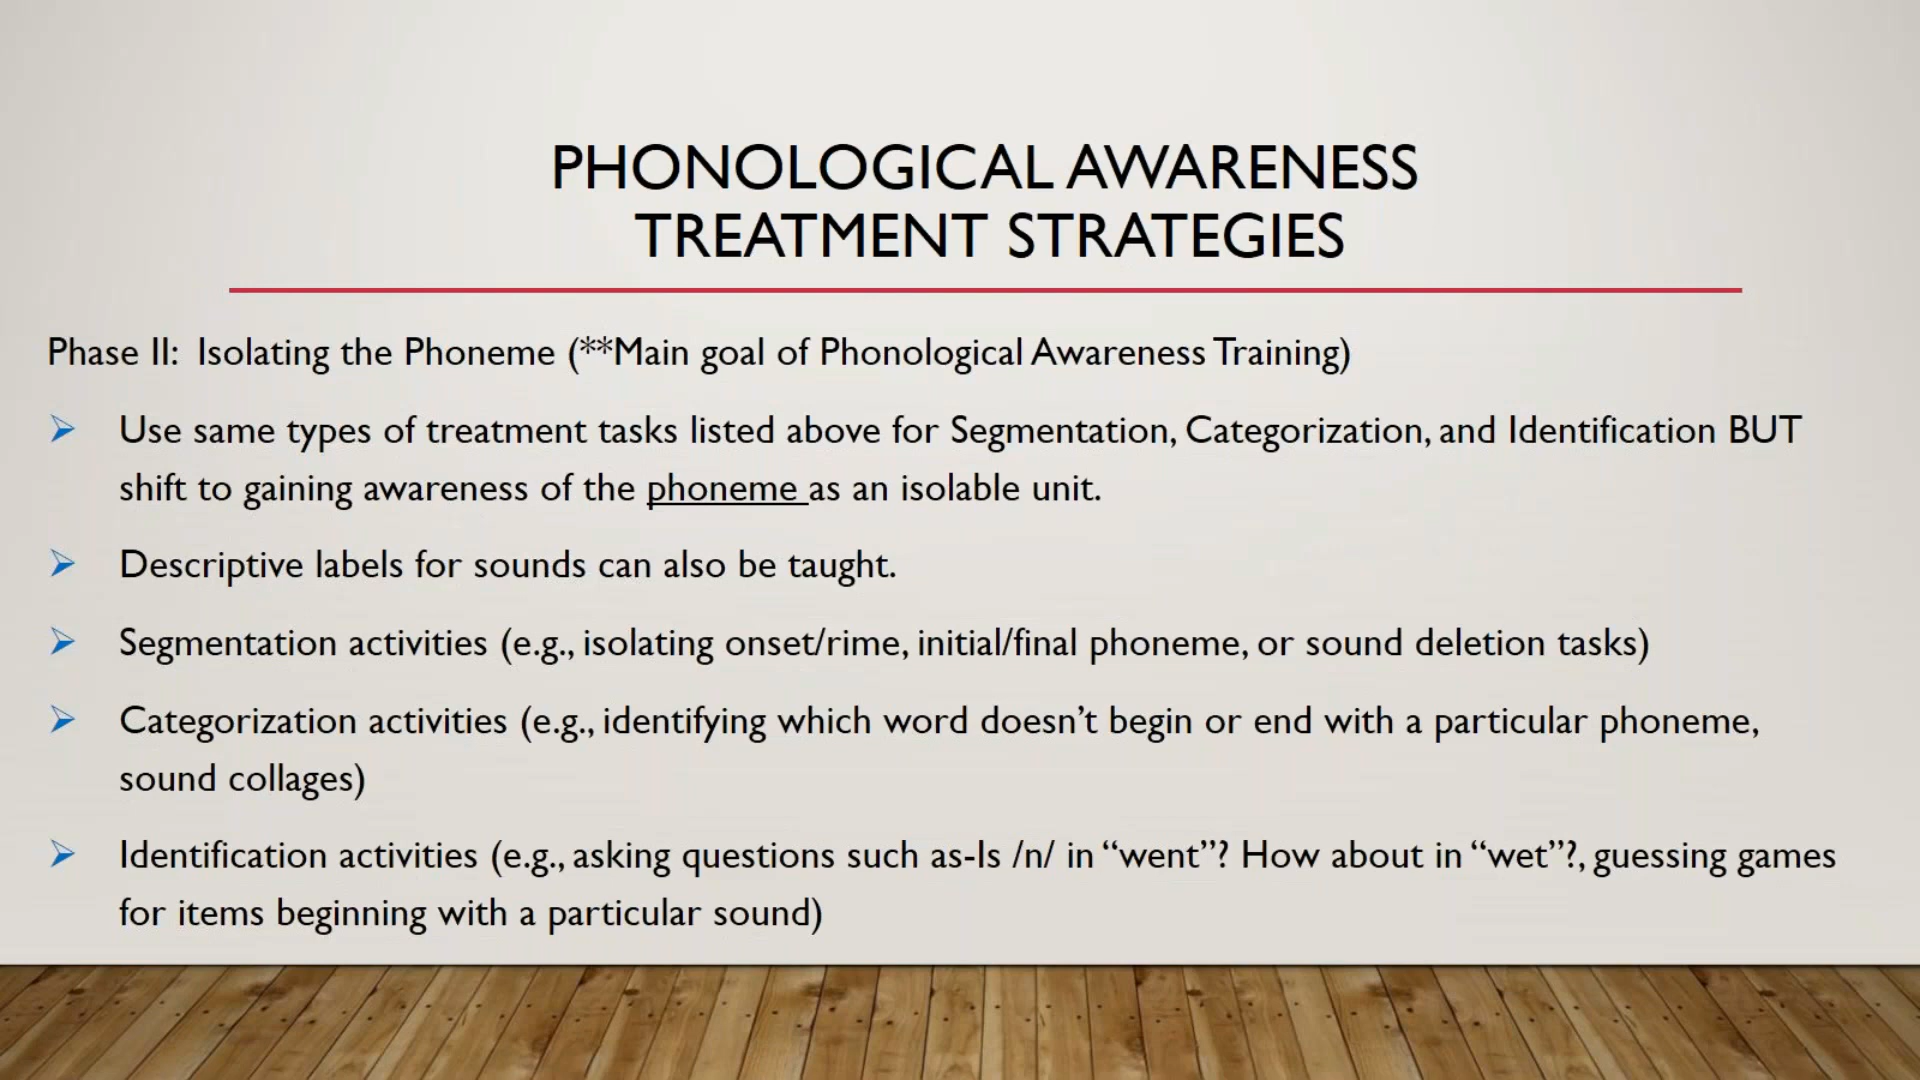 PHONOLOGICAL AWARENESS
TREATMENT STRATEGIES
Phase II: Isolating the Phoneme (**Main goal of Phonological Awareness Training)
Use same types of treatment tasks listed above for Segmentation, Categorization, and Identification BUT
shift to gaining awareness of the phoneme as an isolable unit.
Descriptive labels for sounds can also be taught.
Segmentation activities (e.g., isolating onset/rime, initial/final phoneme, or sound deletion tasks)
Categorization activities (e.g., identifying which word doesn’t begin or end with a particular phoneme,
sound collages)
Identification activities (e.g., asking questions such as-Is /n/ in “went”? How about in “wet”?, guessing games
for items beginning with a particular sound)